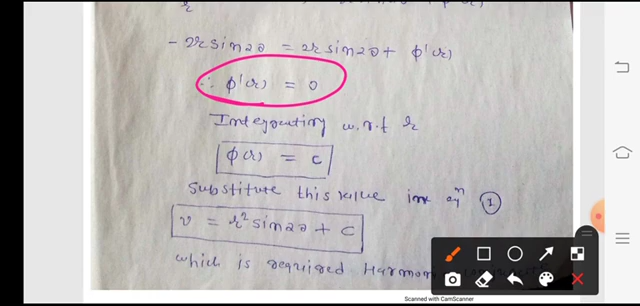 - 2r sin2θ = 2r sin2θ + φ'(r)
∴ φ'(r) = 0
Integrating w.r.t r
φ(r) = c
Substitute this value in eqⁿ ①
v = r² sin2θ + c
which is required Harmonic
Scanned with CamScanner